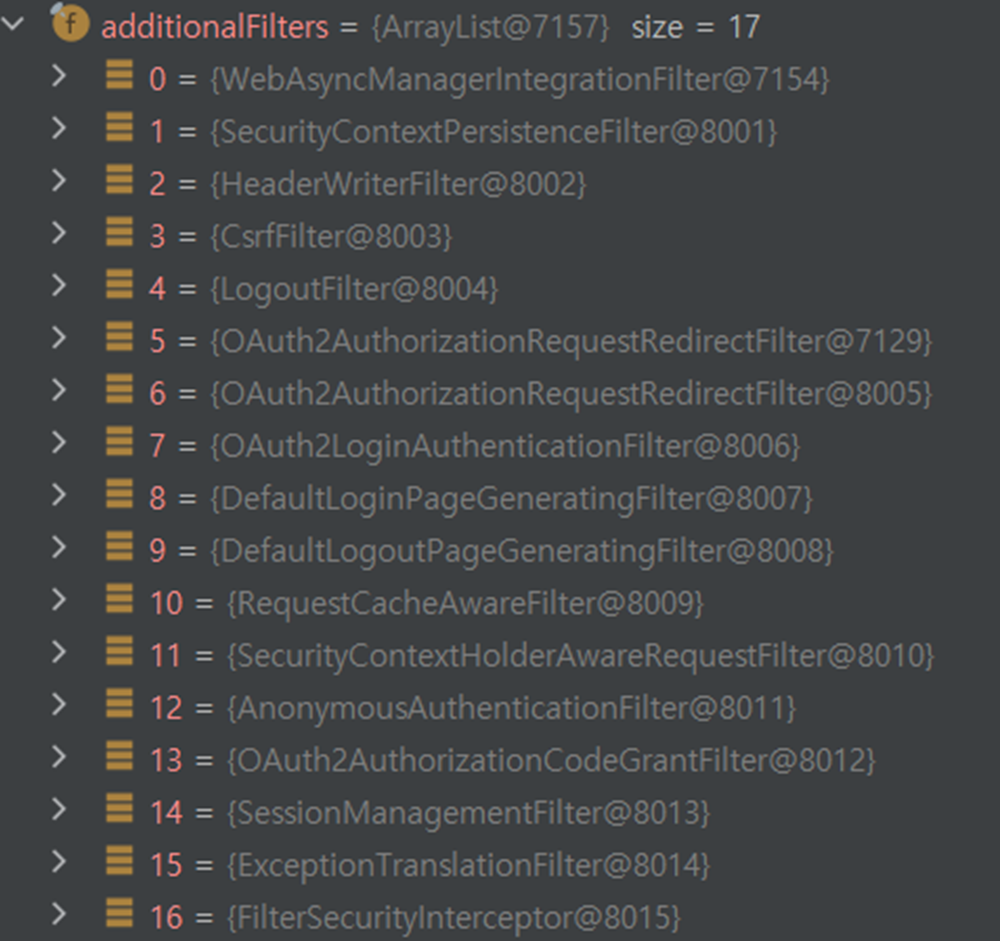 f additionalFilters = {ArrayList@7157} size = 17
0 = {WebAsyncManagerIntegrationFilter@7154}
1 = {SecurityContextPersistenceFilter@8001}
2 = {HeaderWriterFilter@8002}
3 = {CsrfFilter@8003}
4 = {LogoutFilter@8004}
5 = {OAuth2AuthorizationRequestRedirectFilter@7129}
6 = {OAuth2AuthorizationRequestRedirectFilter@8005}
7 = {OAuth2LoginAuthenticationFilter@8006}
8 = {DefaultLoginPageGeneratingFilter@8007}
9 = {DefaultLogoutPageGeneratingFilter@8008}
10 = {RequestCacheAwareFilter@8009}
11 = {SecurityContextHolderAwareRequestFilter@8010}
12 = {AnonymousAuthenticationFilter@8011}
13 = {OAuth2AuthorizationCodeGrantFilter@8012}
14 = {SessionManagementFilter@8013}
15 = {ExceptionTranslationFilter@8014}
16 = {FilterSecurityInterceptor@8015}